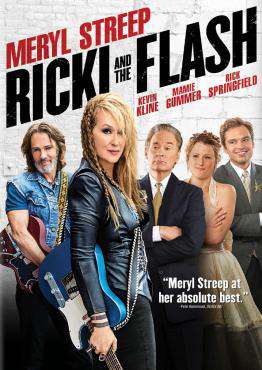 MERYL STREEP
RICKI AND THE FLASH
KEVIN KLINE
MAMIE GUMMER
RICK SPRINGFIELD
“Meryl Streep at
her absolute best.”